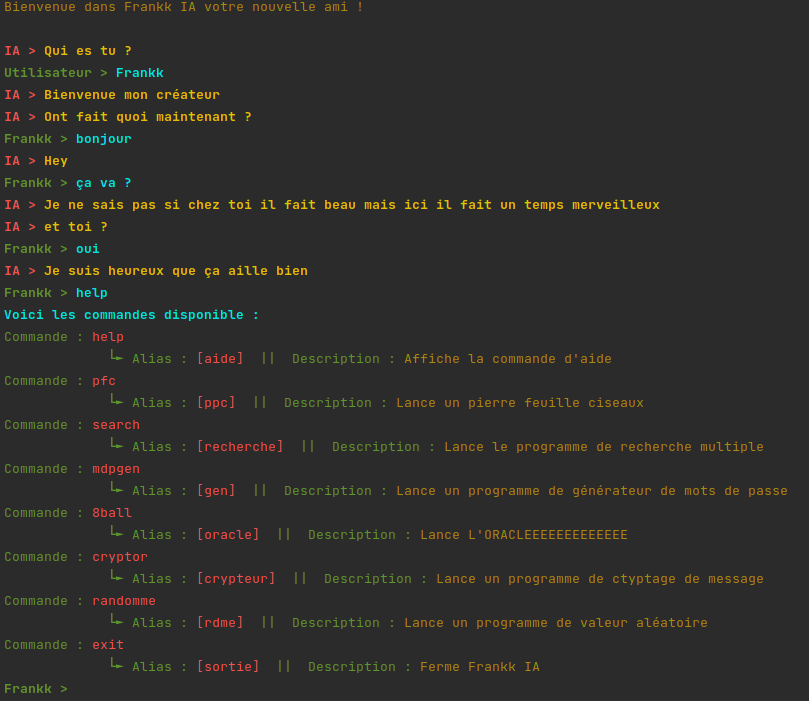 Bienvenue dans Frankk IA votre nouvelle ami !
IA > Qui es tu ?
Utilisateur > Frankk
IA > Bienvenue mon créateur
IA > Ont fait quoi maintenant ?
Frankk > bonjour
IA > Hey
Frankk > ça va ?
IA > Je ne sais pas si chez toi il fait beau mais ici il fait un temps merveilleux
IA > et toi ?
Frankk > oui
IA > Je suis heureux que ça aille bien
Frankk > help
Voici les commandes disponible :
Commande : help
└► Alias : [aide]  ||  Description : Affiche la commande d'aide
Commande : pfc
└► Alias : [ppc]  ||  Description : Lance un pierre feuille ciseaux
Commande : search
└► Alias : [recherche]  ||  Description : Lance le programme de recherche multiple
Commande : mdpgen
└► Alias : [gen]  ||  Description : Lance un programme de générateur de mots de passe
Commande : 8ball
└► Alias : [oracle]  ||  Description : Lance L'ORACLEEEEEEEEEEEEE
Commande : cryptor
└► Alias : [crypteur]  ||  Description : Lance un programme de ctyptage de message
Commande : randomme
└► Alias : [rdme]  ||  Description : Lance un programme de valeur aléatoire
Commande : exit
└► Alias : [sortie]  ||  Description : Ferme Frankk IA
Frankk >